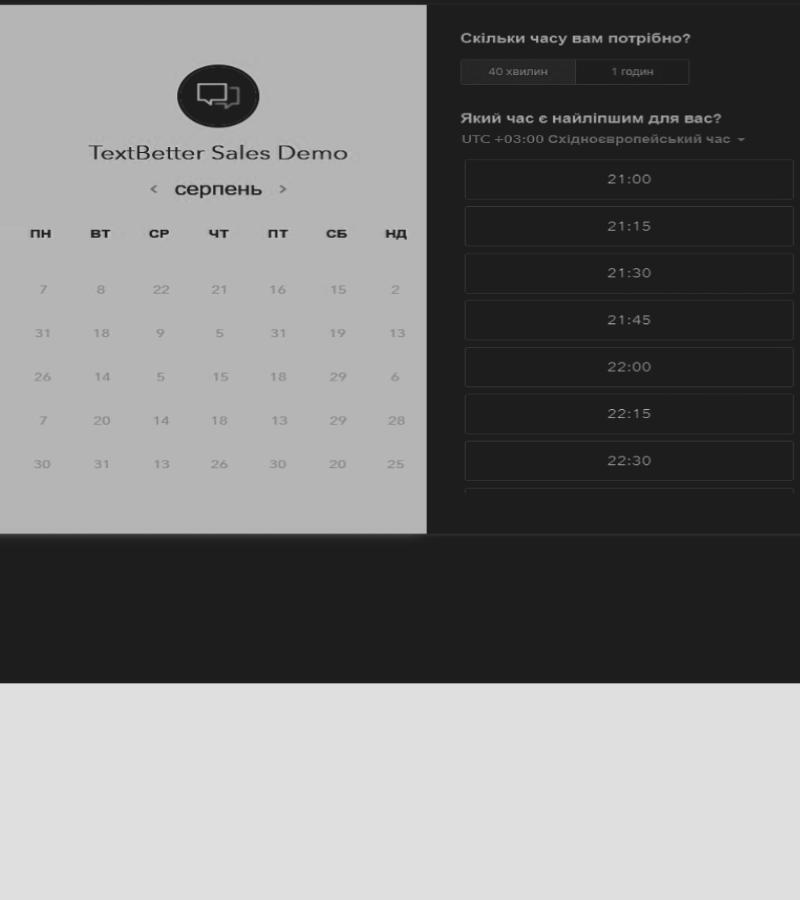 TextBetter Sales Demo
< серпень >
ПН ВТ СР ЧТ ПТ СБ НД
7 8 22 21 16 15 2
31 18 9 5 31 19 13
26 14 5 15 18 29 6
7 20 14 18 13 29 28
30 31 13 26 30 20 25
Скільки часу вам потрібно?
40 хвилин 1 годин
Який час є найліпшим для вас?
UTC +03:00 Східноєвропейський час
21:00
21:15
21:30
21:45
22:00
22:15
22:30